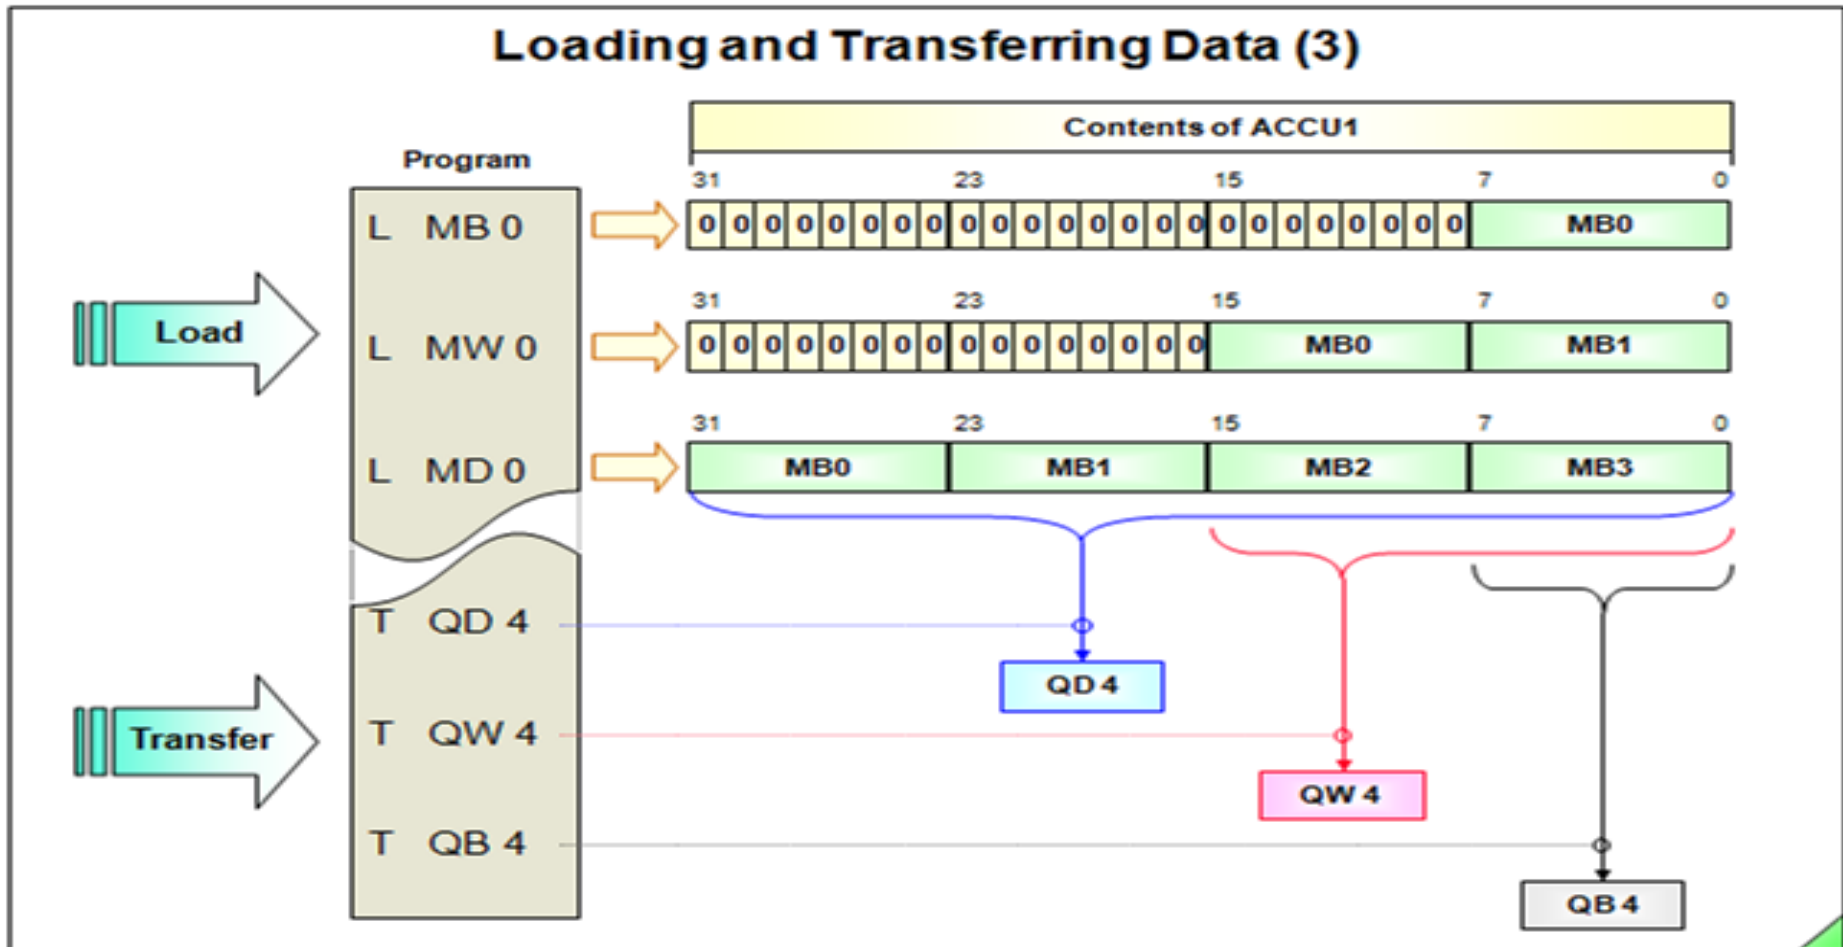 Loading and Transferring Data (3)
Contents of ACCU1
Program
31 23 15 7 0
L MB 0
0 0 0 0 0 0 0 0 0 0 0 0 0 0 0 0 0 0 0 0 0 0 0 0 MB0
31 23 15 7 0
Load
L MW 0
0 0 0 0 0 0 0 0 0 0 0 0 0 0 0 0 MB0 MB1
31 23 15 7 0
L MD 0
MB0 MB1 MB2 MB3
T QD 4
QD 4
Transfer
T QW 4
QW 4
T QB 4
QB 4